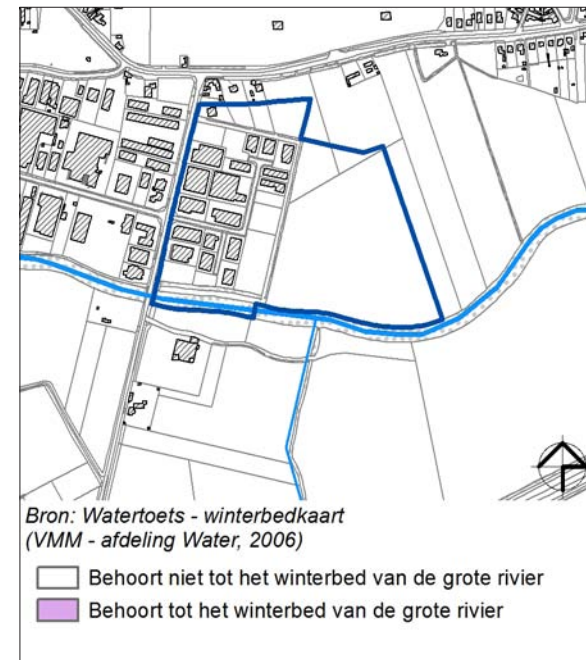 Bron: Watertoets - winterbedkaart
(VMM - afdeling Water, 2006)
Behoort niet tot het winterbed van de grote rivier
Behoort tot het winterbed van de grote rivier